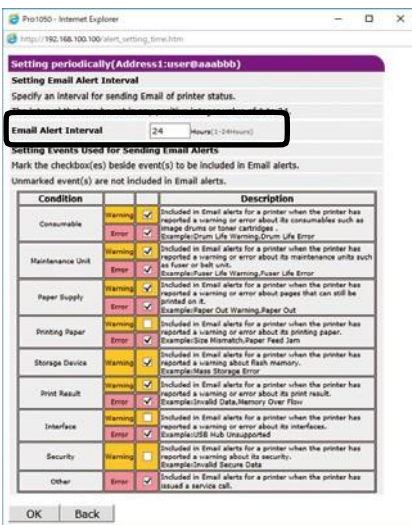 Pro1050 - Internet Explorer
http://192.168.100.100/alert_setting_time.htm
Setting periodically(Address1:user@aaabbb)
Setting Email Alert Interval
Specify an interval for sending Email of printer status.
Email Alert Interval 24 Hours(1-24Hours)
Setting Events Used for Sending Email Alerts
Mark the checkbox(es) beside event(s) to be included in Email alerts.
Unmarked event(s) are not included in Email alerts.
Condition Description
Consumable Warning Error
Included in Email alerts for a printer when the printer has
reported a warning or error about its consumables such as
image drums or toner cartridges .
Example:Drum Life Warning,Drum Life Error
Maintenance Unit Warning Error
Included in Email alerts for a printer when the printer has
reported a warning or error about its maintenance units such
as fuser or belt unit.
Example:Fuser Life Warning,Fuser Life Error
Paper Supply Warning Error
Included in Email alerts for a printer when the printer has
reported a warning or error about pages that can still be
printed on it.
Example:Paper Out Warning,Paper Out
Printing Paper Warning Error
Included in Email alerts for a printer when the printer has
reported a warning or error about its printing paper.
Example:Size Mismatch,Paper Feed Jam
Storage Device Warning Error
Included in Email alerts for a printer when the printer has
reported a warning about flash memory.
Example:Mass Storage Error
Print Result Warning Error
Included in Email alerts for a printer when the printer has
reported a warning or error about its print result.
Example:Invalid Data,Memory Over Flow
Interface Warning Error
Included in Email alerts for a printer when the printer has
reported a warning or error about its interfaces.
Example:USB Hub Unsupported
Security Warning
Included in Email alerts for a printer when the printer has
reported a warning about its security.
Example:Invalid Secure Data
Other Error
Included in Email alerts for a printer when the printer has
issued a service call.
OK Back